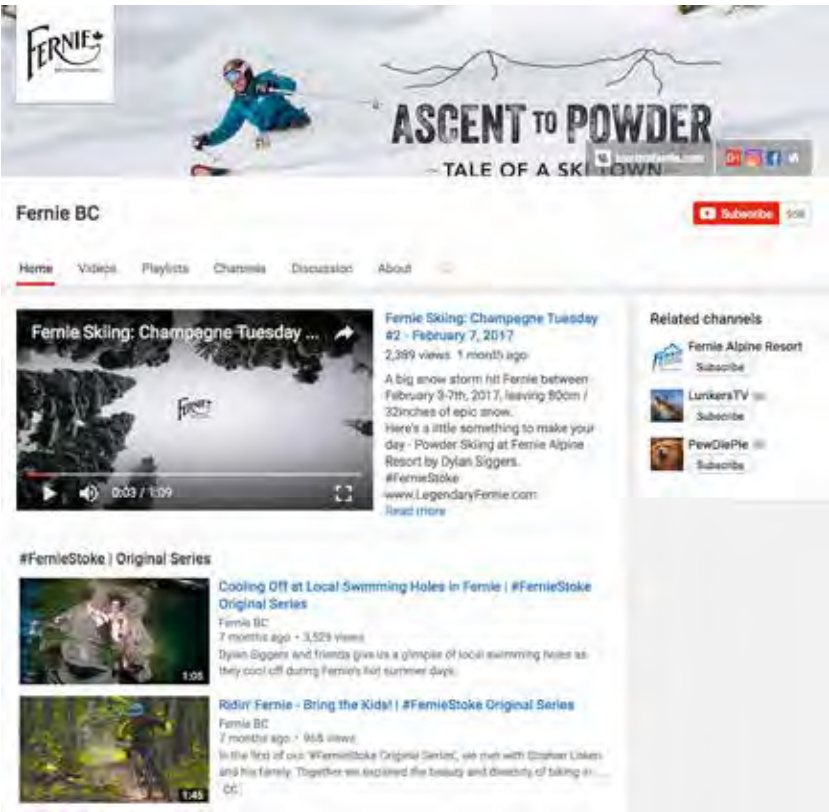 FERNIE
ASCENT TO POWDER
- TALE OF A SKI TOWN -
Fernie BC
Subscribe
Home Videos Playlists Channels Discussion About
Fernie Skiing: Champagne Tuesday ...
FERNIE
0:03 / 1:09
Fernie Skiing: Champagne Tuesday
#2 - February 7, 2017
2,389 views 1 month ago
A big snow storm hit Fernie between
February 3-7th, 2017, leaving 80cm /
32inches of epic snow.
Here's a little something to make your
day - Powder Skiing at Fernie Alpine
Resort by Dylan Siggers.
#FernieStoke
www.LegendaryFernie.com
Read more
Related channels
Fernie Alpine Resort
Subscribe
LunkersTV
Subscribe
PewDiePie
Subscribe
#FernieStoke | Original Series
Cooling Off at Local Swimming Holes in Fernie | #FernieStoke
Original Series
Fernie BC
7 months ago • 3,529 views
Dylan Siggers and friends give us a glimpse of local swimming holes as
they cool off during Fernie's hot summer days.
1:05
Ridin' Fernie - Bring the Kids! | #FernieStoke Original Series
Fernie BC
7 months ago • 968 views
In the first of our '#FernieStoke Original Series', we met with
and his family. Together we explored the beauty and diversity of biking in ...
CC
1:45